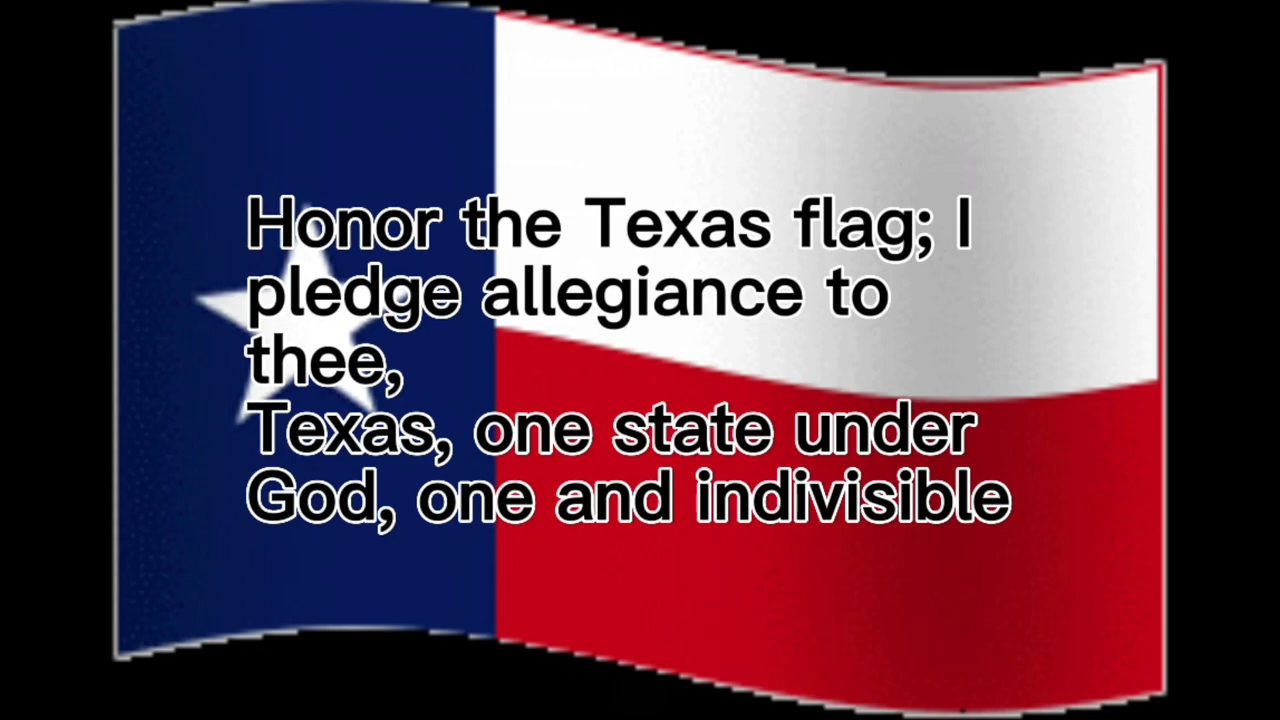 Honor the Texas flag; I
pledge allegiance to
thee,
Texas, one state under
God, one and indivisible